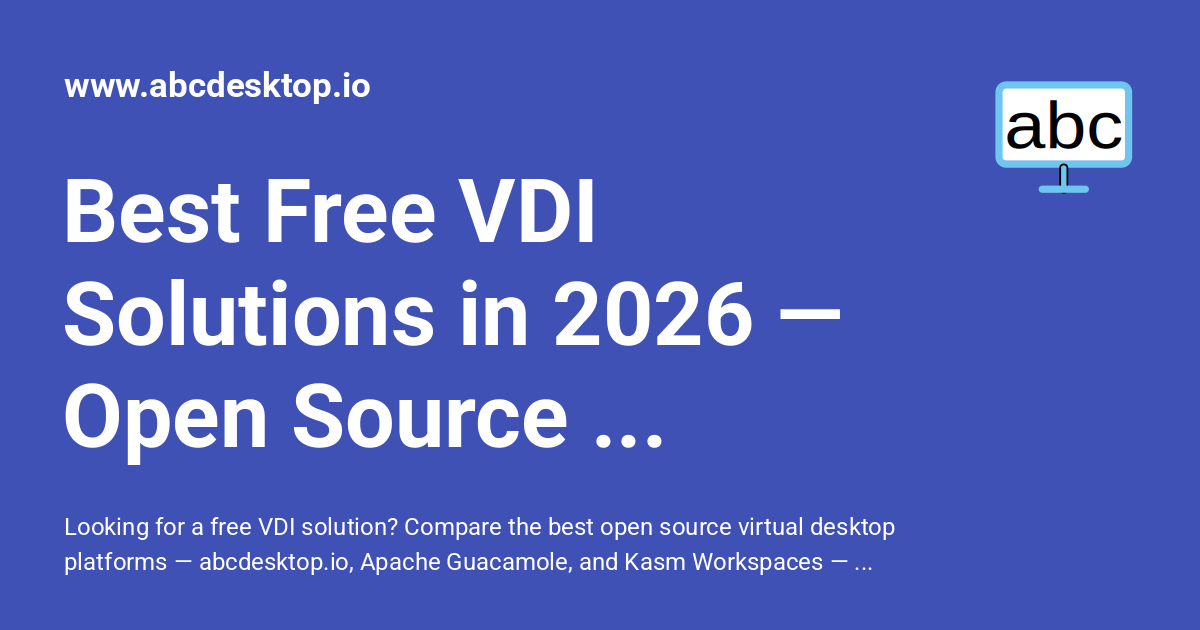 www.abcdesktop.io
abc
Best Free VDI
Solutions in 2026 —
Open Source ...
Looking for a free VDI solution? Compare the best open source virtual desktop
platforms — abcdesktop.io, Apache Guacamole, and Kasm Workspaces — ...